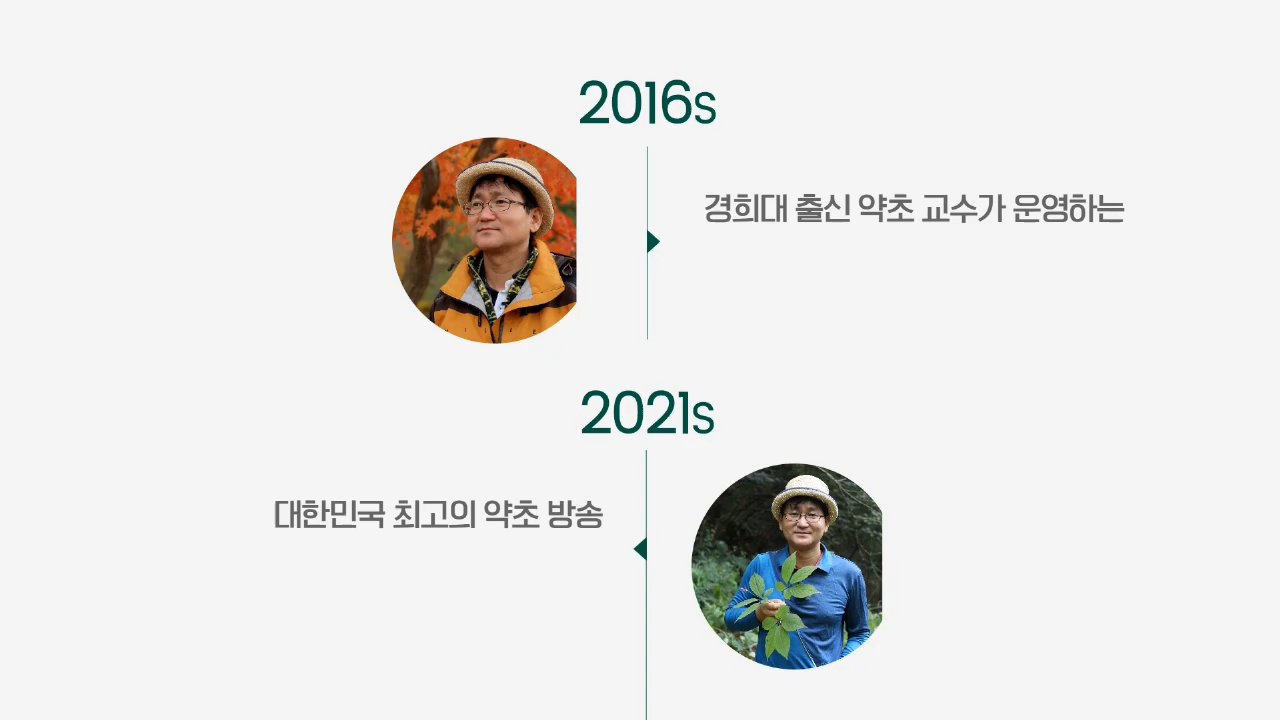 2016s
경희대 출신 약초 교수가 운영하는
2021s
대한민국 최고의 약초 방송